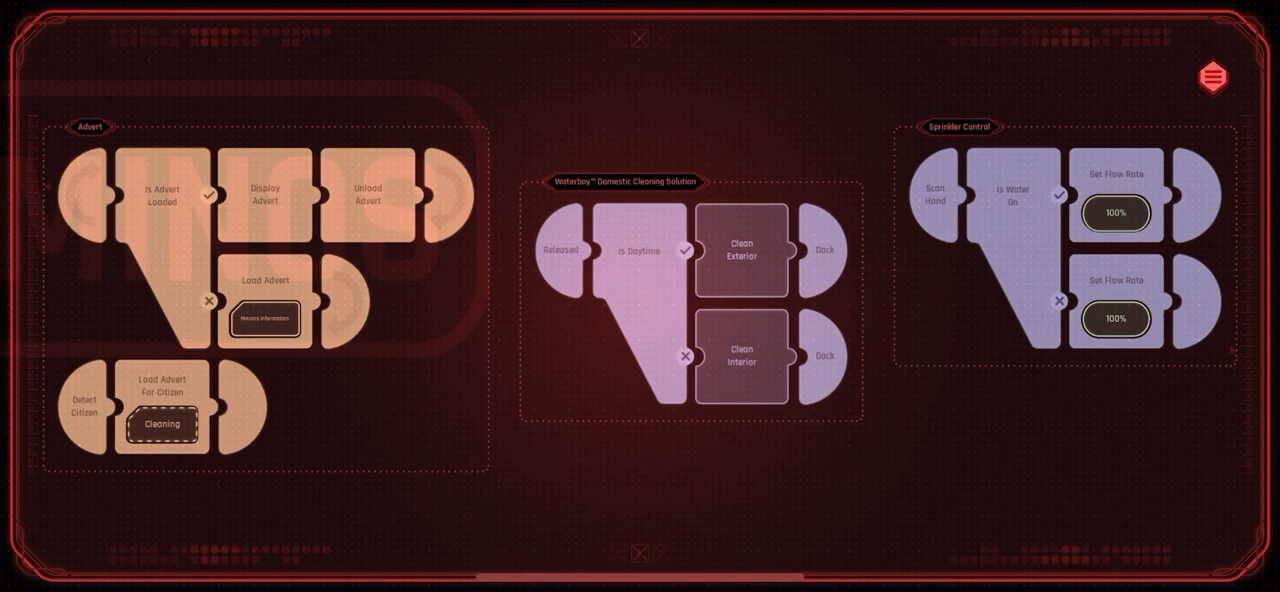 Advert
Is Advert
Loaded
Display
Advert
Unload
Advert
Load Advert
Ministry Information
Detect
Citizen
Load Advert
For Citizen
Cleaning
Waterboy™ Domestic Cleaning Solution
Released
Is Daytime
Clean
Exterior
Dock
Clean
Interior
Dock
Sprinkler Control
Scan
Hand
Is Water
On
Set Flow Rate
100%
Set Flow Rate
100%
MINOS